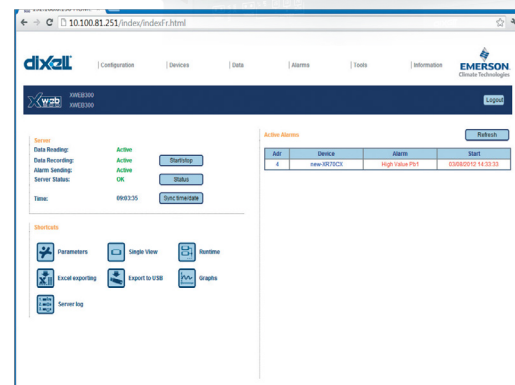 10.100.81.251/index/indexFr.html
dixell
Configuration
Devices
Data
Alarms
Tools
Information
EMERSON
Climate Technologies
Xweb
XWEB300
XWEB300
Logout
Server
Data Reading: Active
Data Recording: Active
Start/stop
Alarm Sending: Active
Server Status: OK
Status
Time: 09:03:35
Sync time/date
Shortcuts
Parameters
Single View
Runtime
Excel exporting
Export to USB
Graphs
Server log
Active Alarms
Refresh
Adr Device Alarm Start
4 new-XR70CX High Value Pb1 03/08/2012 14:33:33